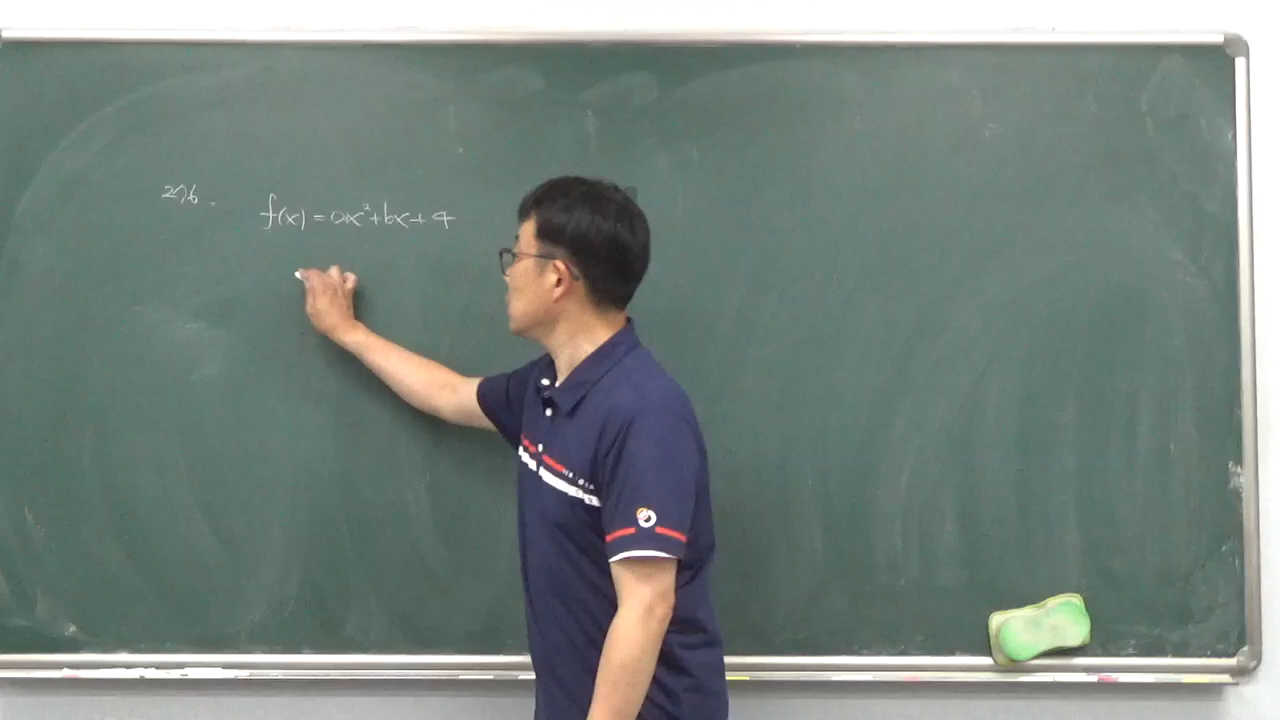 276.
f(x) = ax²+bx+4